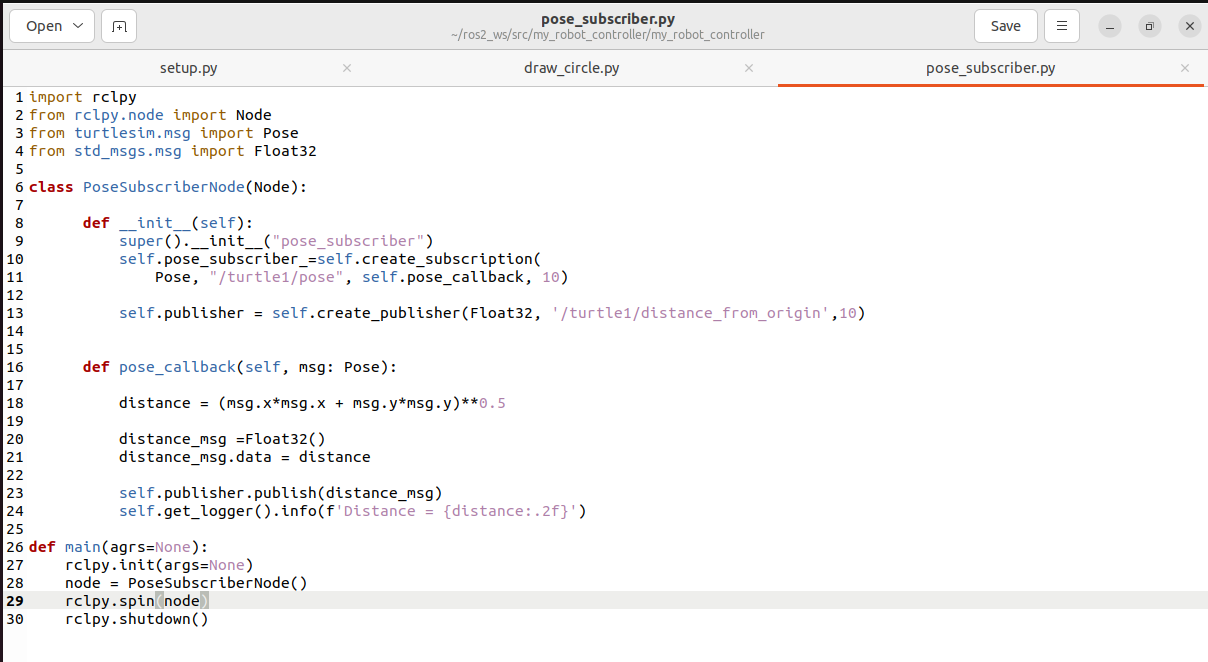 Open
pose_subscriber.py
~/ros2_ws/src/my_robot_controller/my_robot_controller
Save
setup.py
draw_circle.py
pose_subscriber.py
1 import rclpy
2 from rclpy.node import Node
3 from turtlesim.msg import Pose
4 from std_msgs.msg import Float32
5
6 class PoseSubscriberNode(Node):
7
8       def __init__(self):
9           super().__init__("pose_subscriber")
10           self.pose_subscriber_=self.create_subscription(
11               Pose, "/turtle1/pose", self.pose_callback, 10)
12
13           self.publisher = self.create_publisher(Float32, '/turtle1/distance_from_origin',10)
14
15
16       def pose_callback(self, msg: Pose):
17
18           distance = (msg.x*msg.x + msg.y*msg.y)**0.5
19
20           distance_msg =Float32()
21           distance_msg.data = distance
22
23           self.publisher.publish(distance_msg)
24           self.get_logger().info(f'Distance = {distance:.2f}')
25
26 def main(agrs=None):
27     rclpy.init(args=None)
28     node = PoseSubscriberNode()
29     rclpy.spin(node)
30     rclpy.shutdown()